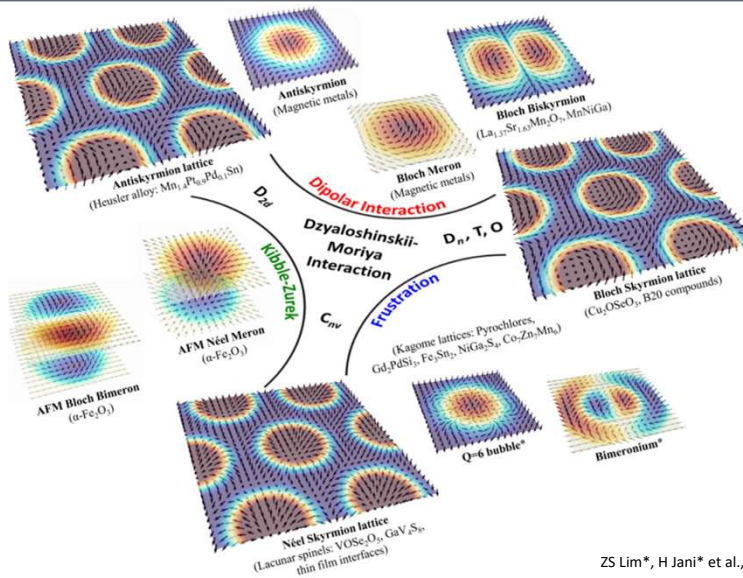 Antiskyrmion
(Magnetic metals)
Bloch Biskyrmion
(La₁.₃₇Sr₁.₆₃Mn₂O₇, MnNiGa)
Antiskyrmion lattice
(Heusler alloy: Mn₁.₄Pt₀.₉Pd₀.₁Sn)
Bloch Meron
(Magnetic metals)
D₂d
Dipolar Interaction
Dzyaloshinskii-
Moriya
Interaction
Dₙ, T, O
Bloch Skyrmion lattice
(Cu₂OSeO₃, B20 compounds)
Kibble-Zurek
Cₙᵥ
Frustration
AFM Néel Meron
(α-Fe₂O₃)
AFM Bloch Bimeron
(α-Fe₂O₃)
(Kagome lattices: Pyrochlores,
Gd₂PdSi₃, Fe₃Sn₂, NiGa₂S₄, Co₇Zn₇Mn₆)
Q=6 bubble*
Bimeronium*
Néel Skyrmion lattice
(Lacunar spinels: VOSe₂O₅, GaV₄S₈,
thin film interfaces)
ZS Lim*, H Jani* et al.,